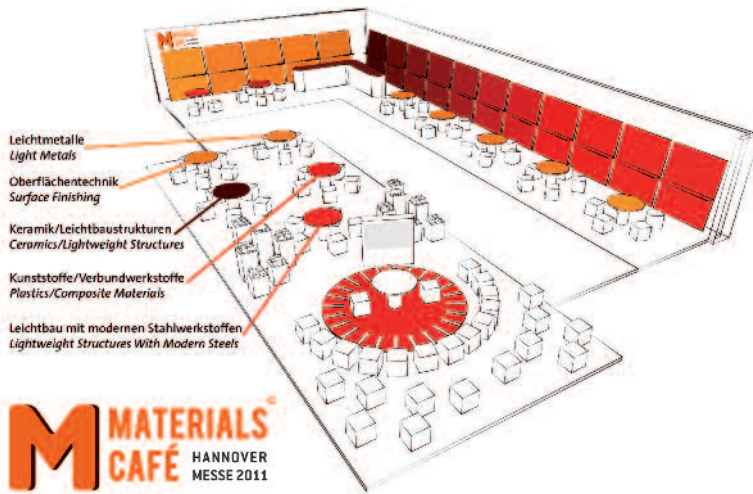 Leichtmetalle
Light Metals
Oberflächentechnik
Surface Finishing
Keramik/Leichtbaustrukturen
Ceramics/Lightweight Structures
Kunststoffe/Verbundwerkstoffe
Plastics/Composite Materials
Leichtbau mit modernen Stahlwerkstoffen
Lightweight Structures With Modern Steels
M MATERIALS©
CAFÉ HANNOVER
MESSE 2011